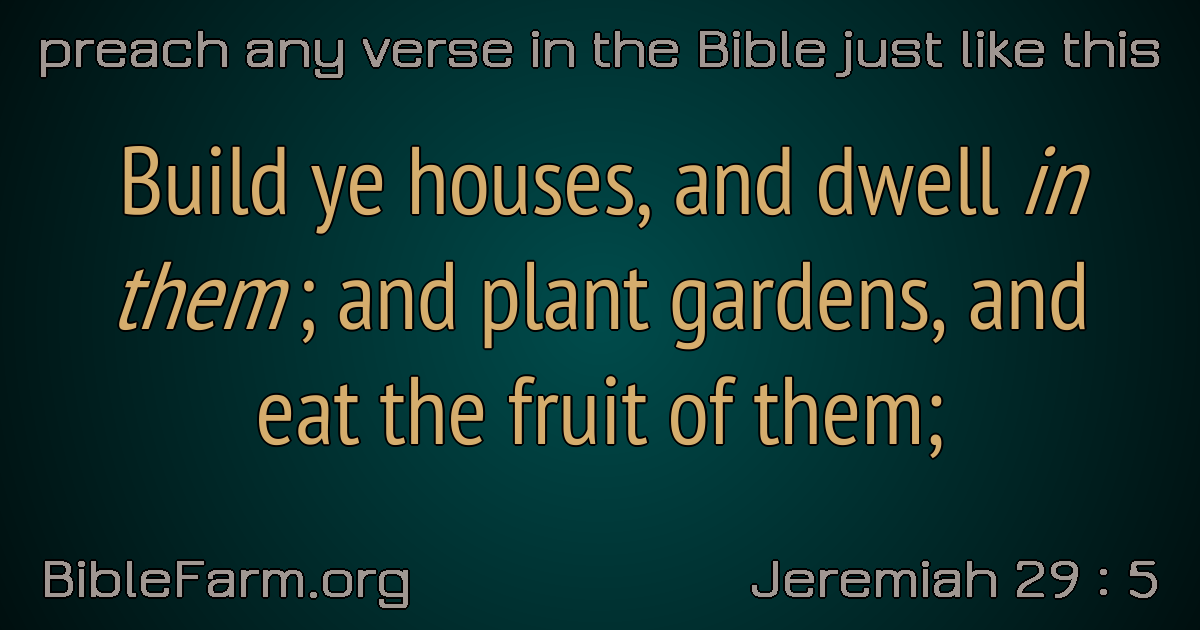 preach any verse in the Bible just like this
Build ye houses, and dwell in
them; and plant gardens, and
eat the fruit of them;
BibleFarm.org
Jeremiah 29 : 5